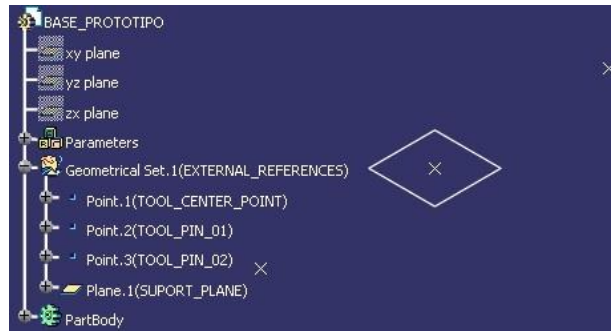 BASE_PROTOTIPO
xy plane
yz plane
zx plane
Parameters
Geometrical Set.1(EXTERNAL_REFERENCES)
Point.1(TOOL_CENTER_POINT)
Point.2(TOOL_PIN_01)
Point.3(TOOL_PIN_02)
Plane.1(SUPORT_PLANE)
PartBody